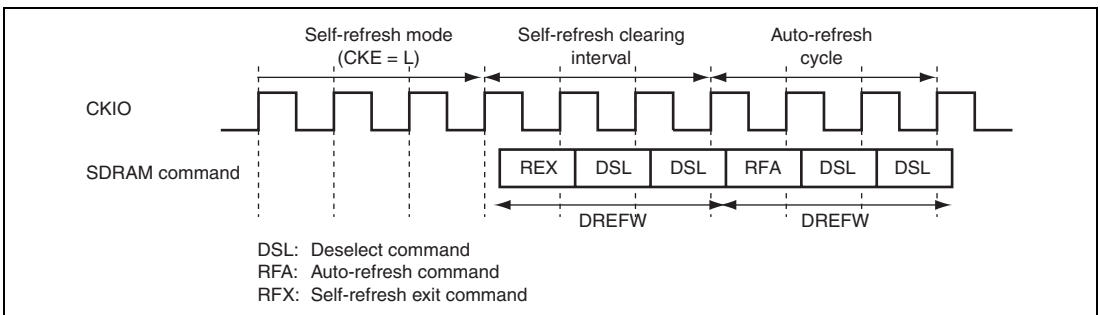 Self-refresh mode
(CKE = L)
Self-refresh clearing
interval
Auto-refresh
cycle
CKIO
SDRAM command
REX DSL DSL RFA DSL DSL
DREFW DREFW
DSL: Deselect command
RFA: Auto-refresh command
RFX: Self-refresh exit command